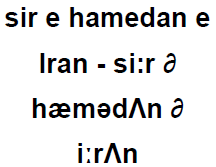 sir e hamedan e
Iran - si:r ∂
hæmədɅn ∂
i:rɅn